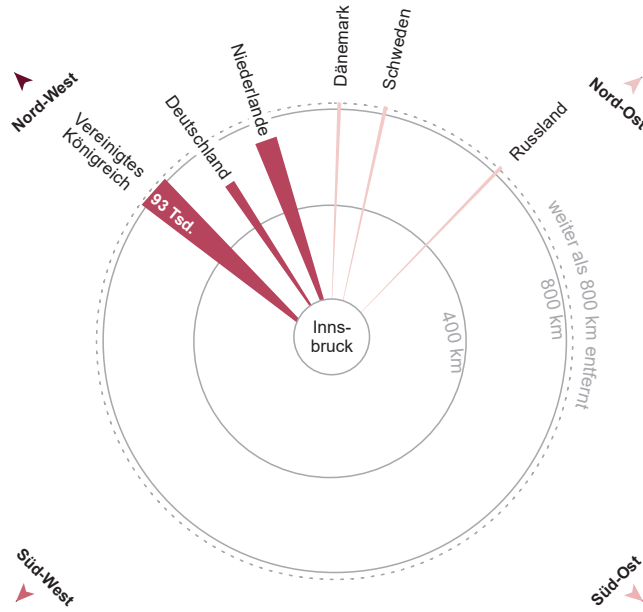 Nord-West
Nord-Ost
Vereinigtes
Königreich
93 Tsd.
Deutschland
Niederlande
Dänemark
Schweden
Russland
Inns-
bruck
400 km
800 km
weiter als 800 km entfernt
Süd-West
Süd-Ost